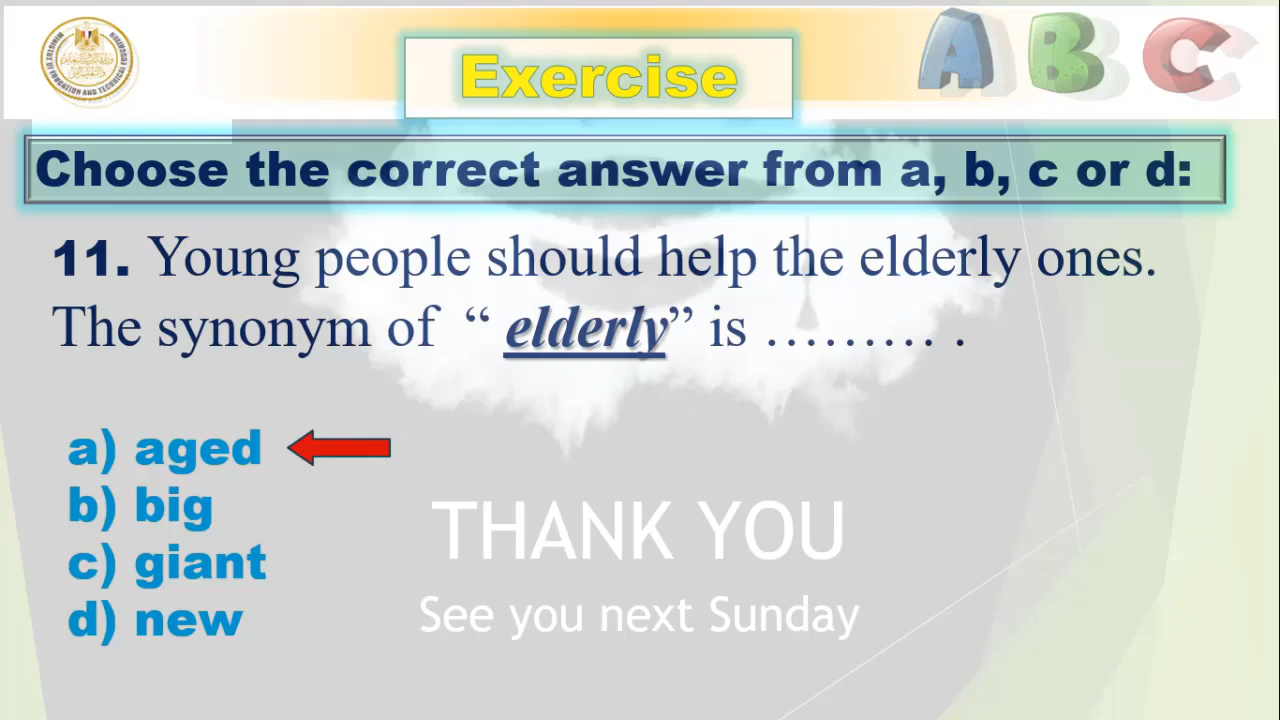 A B C
Exercise
Choose the correct answer from a, b, c or d:
11. Young people should help the elderly ones.
The synonym of “ elderly” is ……… .
a) aged
b) big
c) giant
d) new
THANK YOU
See you next Sunday